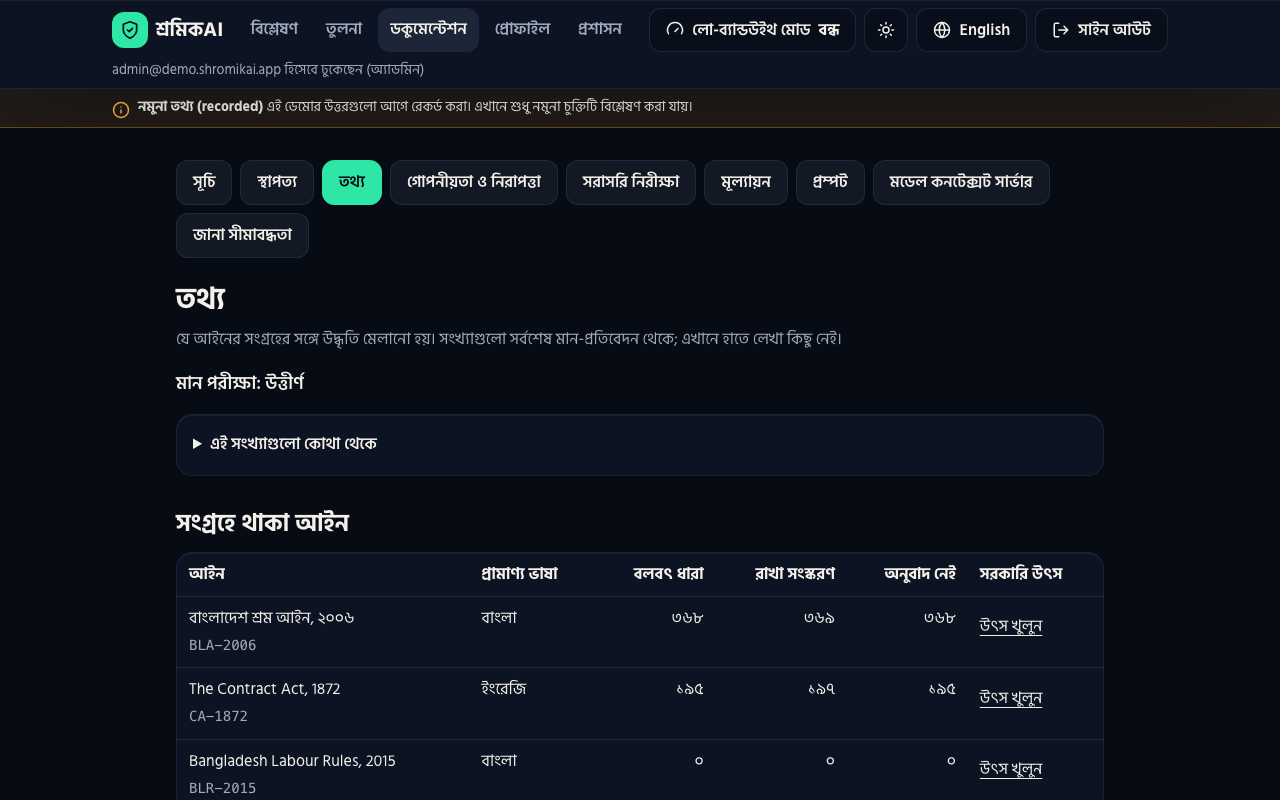 শ্রমিকAI বিশ্লেষণ তুলনা ডকুমেন্টেশন প্রোফাইল প্রশাসন লো-ব্যান্ডউইথ মোড বন্ধ English সাইন আউট
admin@demo.shromikai.app হিসেবে ঢুকেছেন (অ্যাডমিন)
নমুনা তথ্য (recorded) এই ডেমোর উত্তরগুলো আগে রেকর্ড করা। এখানে শুধু নমুনা চুক্তিটি বিশ্লেষণ করা যায়।
সূচি স্থাপত্য তথ্য গোপনীয়তা ও নিরাপত্তা সরাসরি নিরীক্ষা মূল্যায়ন প্রম্পট মডেল কনটেক্সট সার্ভার
জানা সীমাবদ্ধতা
তথ্য
যে আইনের সংগ্রহের সঙ্গে উদ্ধৃতি মেলানো হয়। সংখ্যাগুলো সর্বশেষ মান-প্রতিবেদন থেকে; এখানে হাতে লেখা কিছু নেই।
মান পরীক্ষা: উত্তীর্ণ
এই সংখ্যাগুলো কোথা থেকে
সংগ্রহে থাকা আইন
আইন প্রামাণ্য ভাষা বলবৎ ধারা রাখা সংস্করণ অনুবাদ নেই সরকারি উৎস
বাংলাদেশ শ্রম আইন, ২০০৬ বাংলা ৩৬৮ ৩৬৯ ৩৬৮ উৎস খুলুন
BLA-2006
The Contract Act, 1872 ইংরেজি ১৯৫ ১৯৭ ১৯৫ উৎস খুলুন
CA-1872
Bangladesh Labour Rules, 2015 বাংলা ০ ০ ০ উৎস খুলুন
BLR-2015